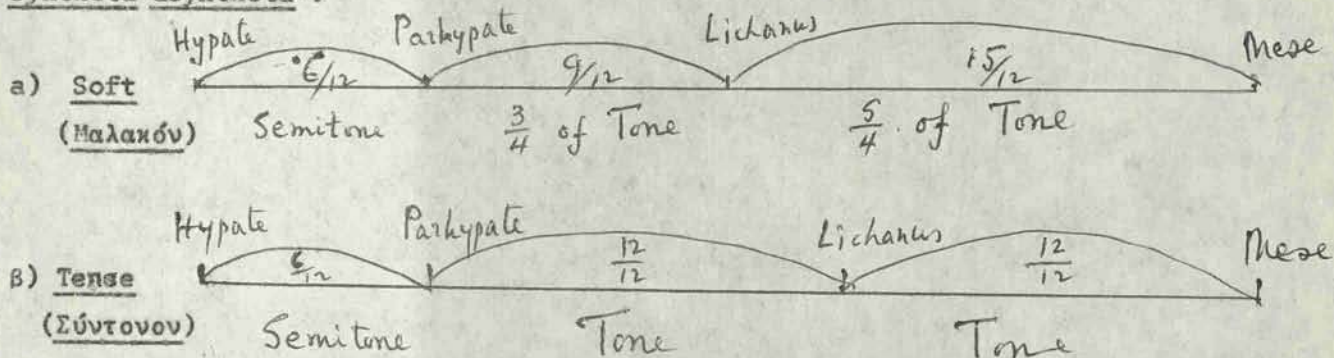 Hypate Parhypate Lichanus Mese
a) Soft 6/12 9/12 15/12
(Μαλακόν) Semitone 3/4 of Tone 5/4 of Tone
Hypate Parhypate Lichanus Mese
β) Tense 6/12 12/12 12/12
(Σύντονον) Semitone Tone Tone